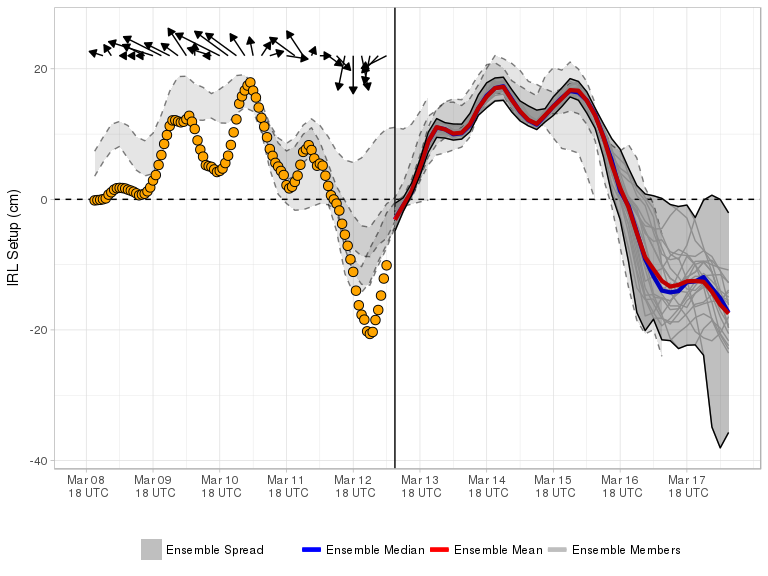 IRL Setup (cm)
20
0
-20
-40
Mar 08 Mar 09 Mar 10 Mar 11 Mar 12 Mar 13 Mar 14 Mar 15 Mar 16 Mar 17
18 UTC 18 UTC 18 UTC 18 UTC 18 UTC 18 UTC 18 UTC 18 UTC 18 UTC 18 UTC
Ensemble Spread Ensemble Median Ensemble Mean Ensemble Members